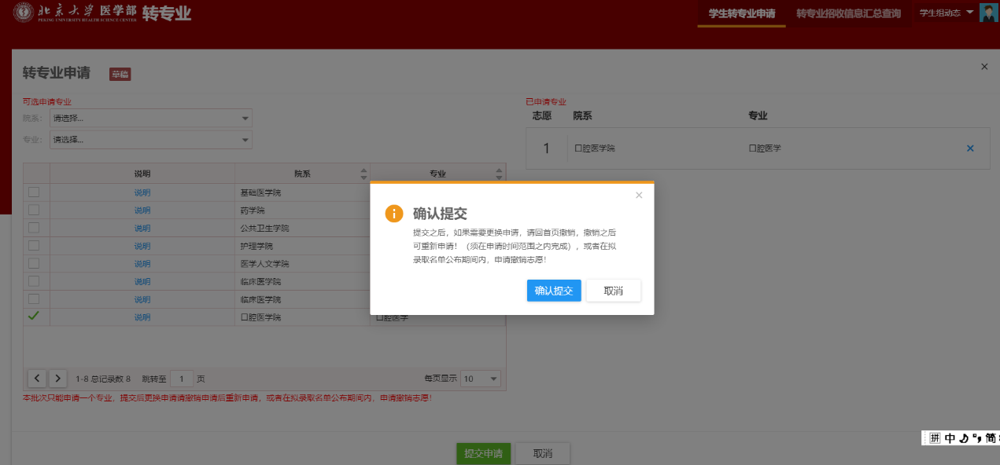 北京大学 医学部 转专业
PEKING UNIVERSITY HEALTH SCIENCE CENTER
学生转专业申请
转专业招收信息汇总查询
学生组动态
转专业申请 草稿
可选申请专业
院系： 请选择...
专业： 请选择...
说明 院系 专业
说明 基础医学院
说明 药学院
说明 公共卫生学院
说明 护理学院
说明 医学人文学院
说明 临床医学院
说明 临床医学院
说明 口腔医学院 口腔医学
1-8 总记录数 8 跳转至 1 页 每页显示 10
本批次只能申请一个专业，提交后更换申请请撤销申请后重新申请，或者在拟录取名单公布期间内，申请撤销志愿！
已申请专业
志愿 院系 专业
1 口腔医学院 口腔医学
确认提交
提交之后，如果需要更换申请，请回首页撤销，撤销之后
可重新申请！（须在申请时间范围之内完成），或者在拟
录取名单公布期间内，申请撤销志愿！
确认提交 取消
提交申请 取消
拼 中 简